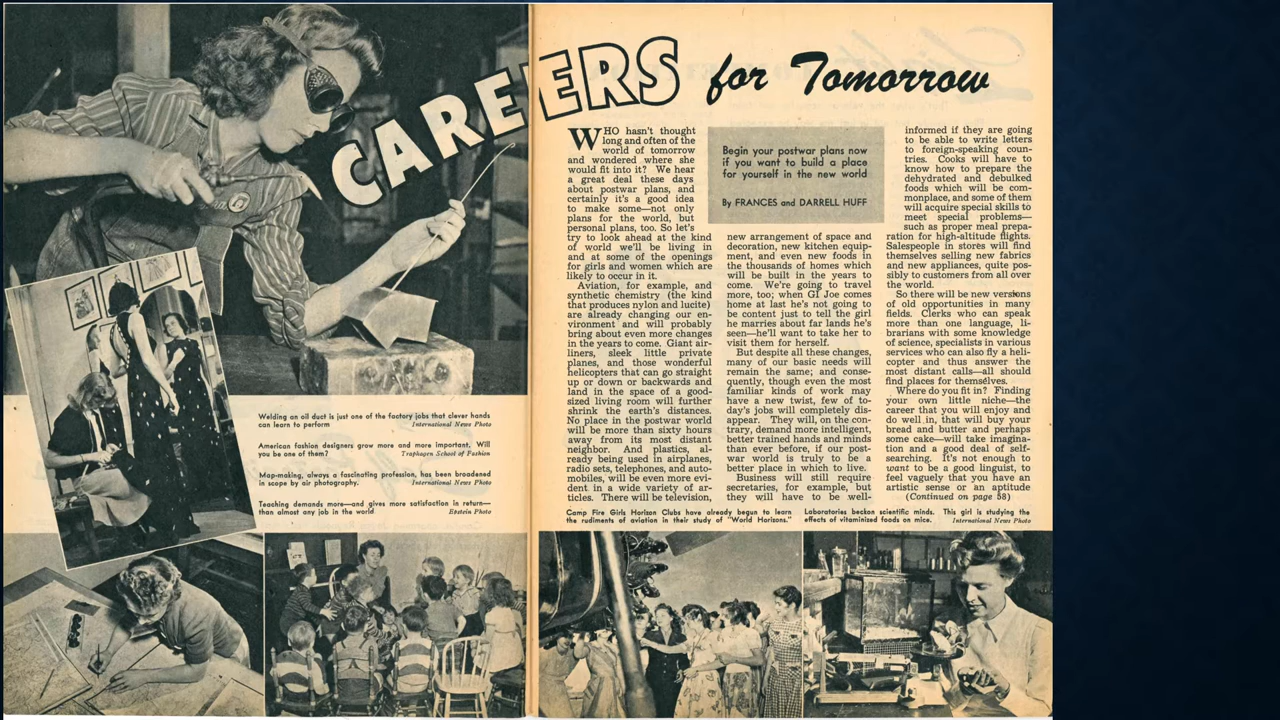 CAREERS for Tomorrow
WHO hasn't thought
long and often of the
world of tomorrow
and wondered where she
would fit into it? We hear
a great deal these days
about postwar plans, and
certainly it's a good idea
to make some—not only
plans for the world, but
personal plans, too. So let's
try to look ahead at the kind
of world we'll be living in
and at some of the openings
for girls and women which are
likely to occur in it.
Aviation, for example, and
synthetic chemistry (the kind
that produces nylon and lucite)
are already changing our en-
vironment and will probably
bring about even more changes
in the years to come. Giant air-
liners, sleek little private
planes, and those wonderful
helicopters that can go straight
up or down or backwards and
land in the space of a good-
sized living room will further
shrink the earth's distances.
No place in the postwar world
will be more than sixty hours
away from its most distant
neighbor. And plastics, al-
ready being used in airplanes,
radio sets, telephones, and auto-
mobiles, will be even more evi-
dent in a wide variety of ar-
ticles. There will be television,
Begin your postwar plans now
if you want to build a place
for yourself in the new world
By FRANCES and DARRELL HUFF
new arrangement of space and
decoration, new kitchen equip-
ment, and even new foods in
the thousands of homes which
will be built in the years to
come. We're going to travel
more, too; when GI Joe comes
home at last he's not going to
be content just to tell the girl
he marries about far lands he's
seen—he'll want to take her to
visit them for herself.
But despite all these changes,
many of our basic needs will
remain the same; and conse-
quently, though even the most
familiar kinds of work may
have a new twist, few of to-
day's jobs will completely dis-
appear. They will, on the con-
trary, demand more intelligent,
better trained hands and minds
than ever before, if our post-
war world is truly to be a
better place in which to live.
Business will still require
secretaries, for example, but
they will have to be well-
informed if they are going
to be able to write letters
to foreign-speaking coun-
tries. Cooks will have to
know how to prepare the
dehydrated and debulked
foods which will be com-
monplace, and some of them
will acquire special skills to
meet special problems—
such as proper meal prepa-
ration for high-altitude flights.
Salespeople in stores will find
themselves selling new fabrics
and new appliances, quite pos-
sibly to customers from all over
the world.
So there will be new versions
of old opportunities in many
fields. Clerks who can speak
more than one language, li-
brarians with some knowledge
of science, specialists in various
services who can also fly a heli-
copter and thus answer the
most distant calls—all should
find places for themselves.
Where do you fit in? Finding
your own little niche—the
career that you will enjoy and
do well in, that will buy your
bread and butter and perhaps
some cake—will take imagina-
tion and a good deal of self-
searching. It's not enough to
want to be a good linguist, to
feel vaguely that you have an
artistic sense or an aptitude
(Continued on page 58)
Welding an oil duct is just one of the factory jobs that clever hands
can learn to perform International News Photo
American fashion designers grow more and more important. Will
you be one of them? Traphagen School of Fashion
Map-making, always a fascinating profession, has been broadened
in scope by air photography. International News Photo
Teaching demands more—and gives more satisfaction in return—
than almost any job in the world Ebstein Photo
Camp Fire Girls Horizon Clubs have already begun to learn
the rudiments of aviation in their study of "World Horizons."
Laboratories beckon scientific minds. This girl is studying the
effects of vitaminized foods on mice. International News Photo